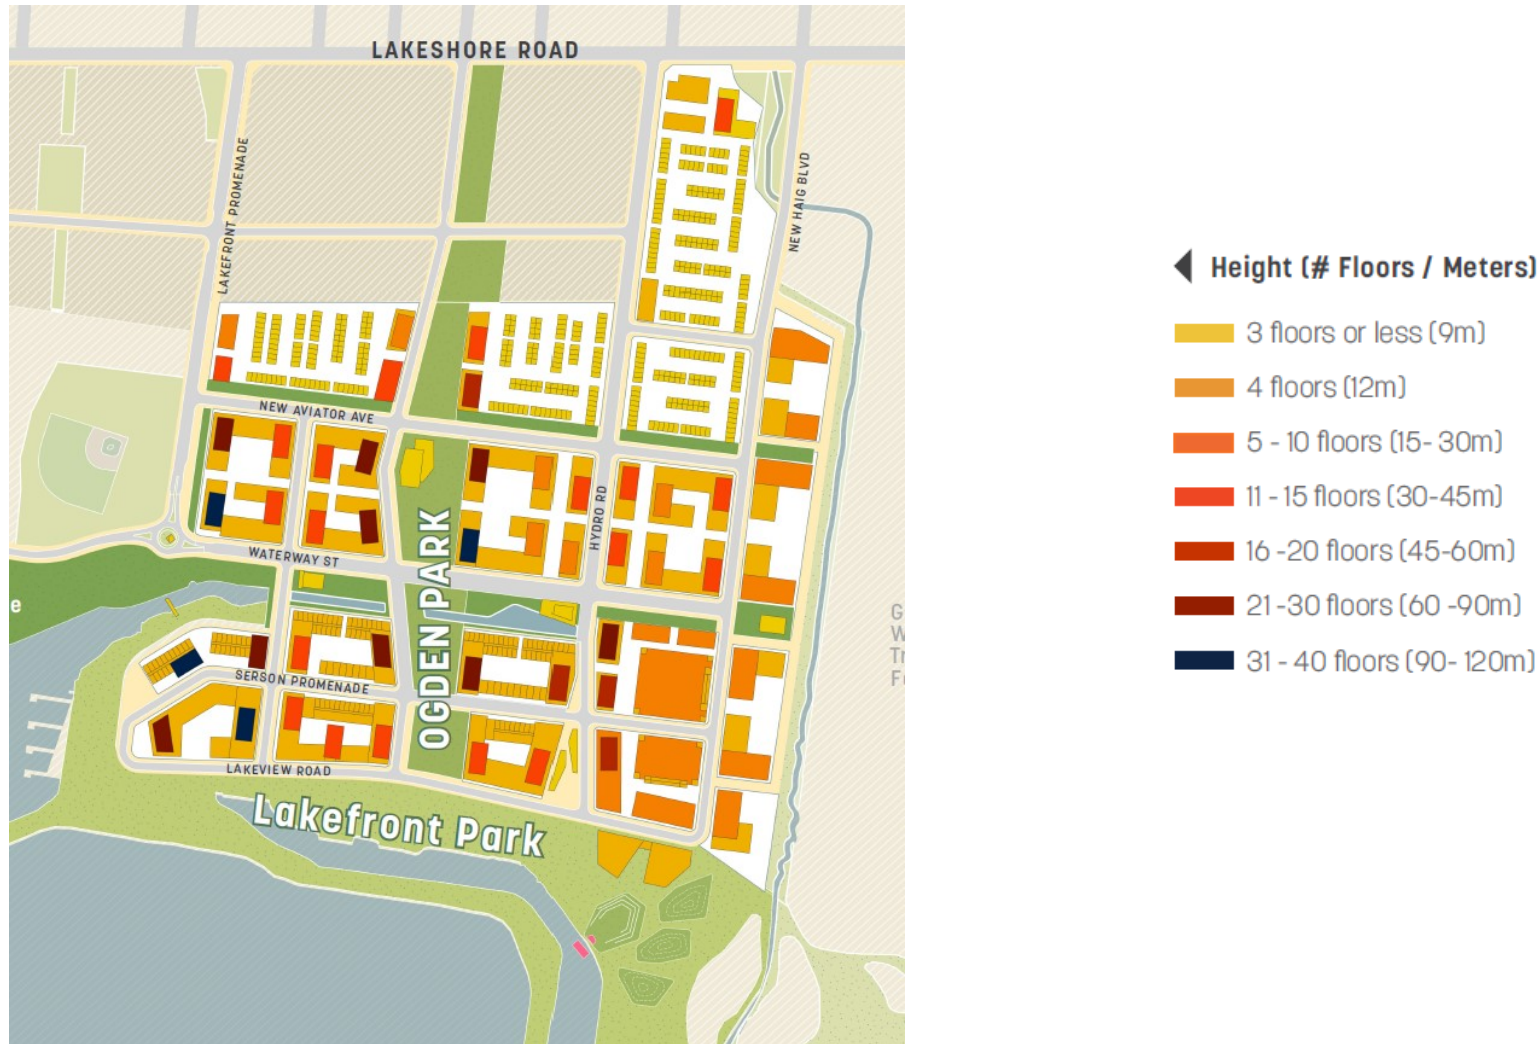 LAKESHORE ROAD
LAKEFRONT PROMENADE
NEW HAIG BLVD
NEW AVIATOR AVE
HYDRO RD
OGDEN PARK
WATERWAY ST
e
G
W
Tr
F
SERSON PROMENADE
LAKEVIEW ROAD
Lakefront Park
Height (# Floors / Meters)
3 floors or less (9m)
4 floors (12m)
5 - 10 floors (15- 30m)
11 - 15 floors (30-45m)
16 -20 floors (45-60m)
21 -30 floors (60 -90m)
31 - 40 floors (90- 120m)